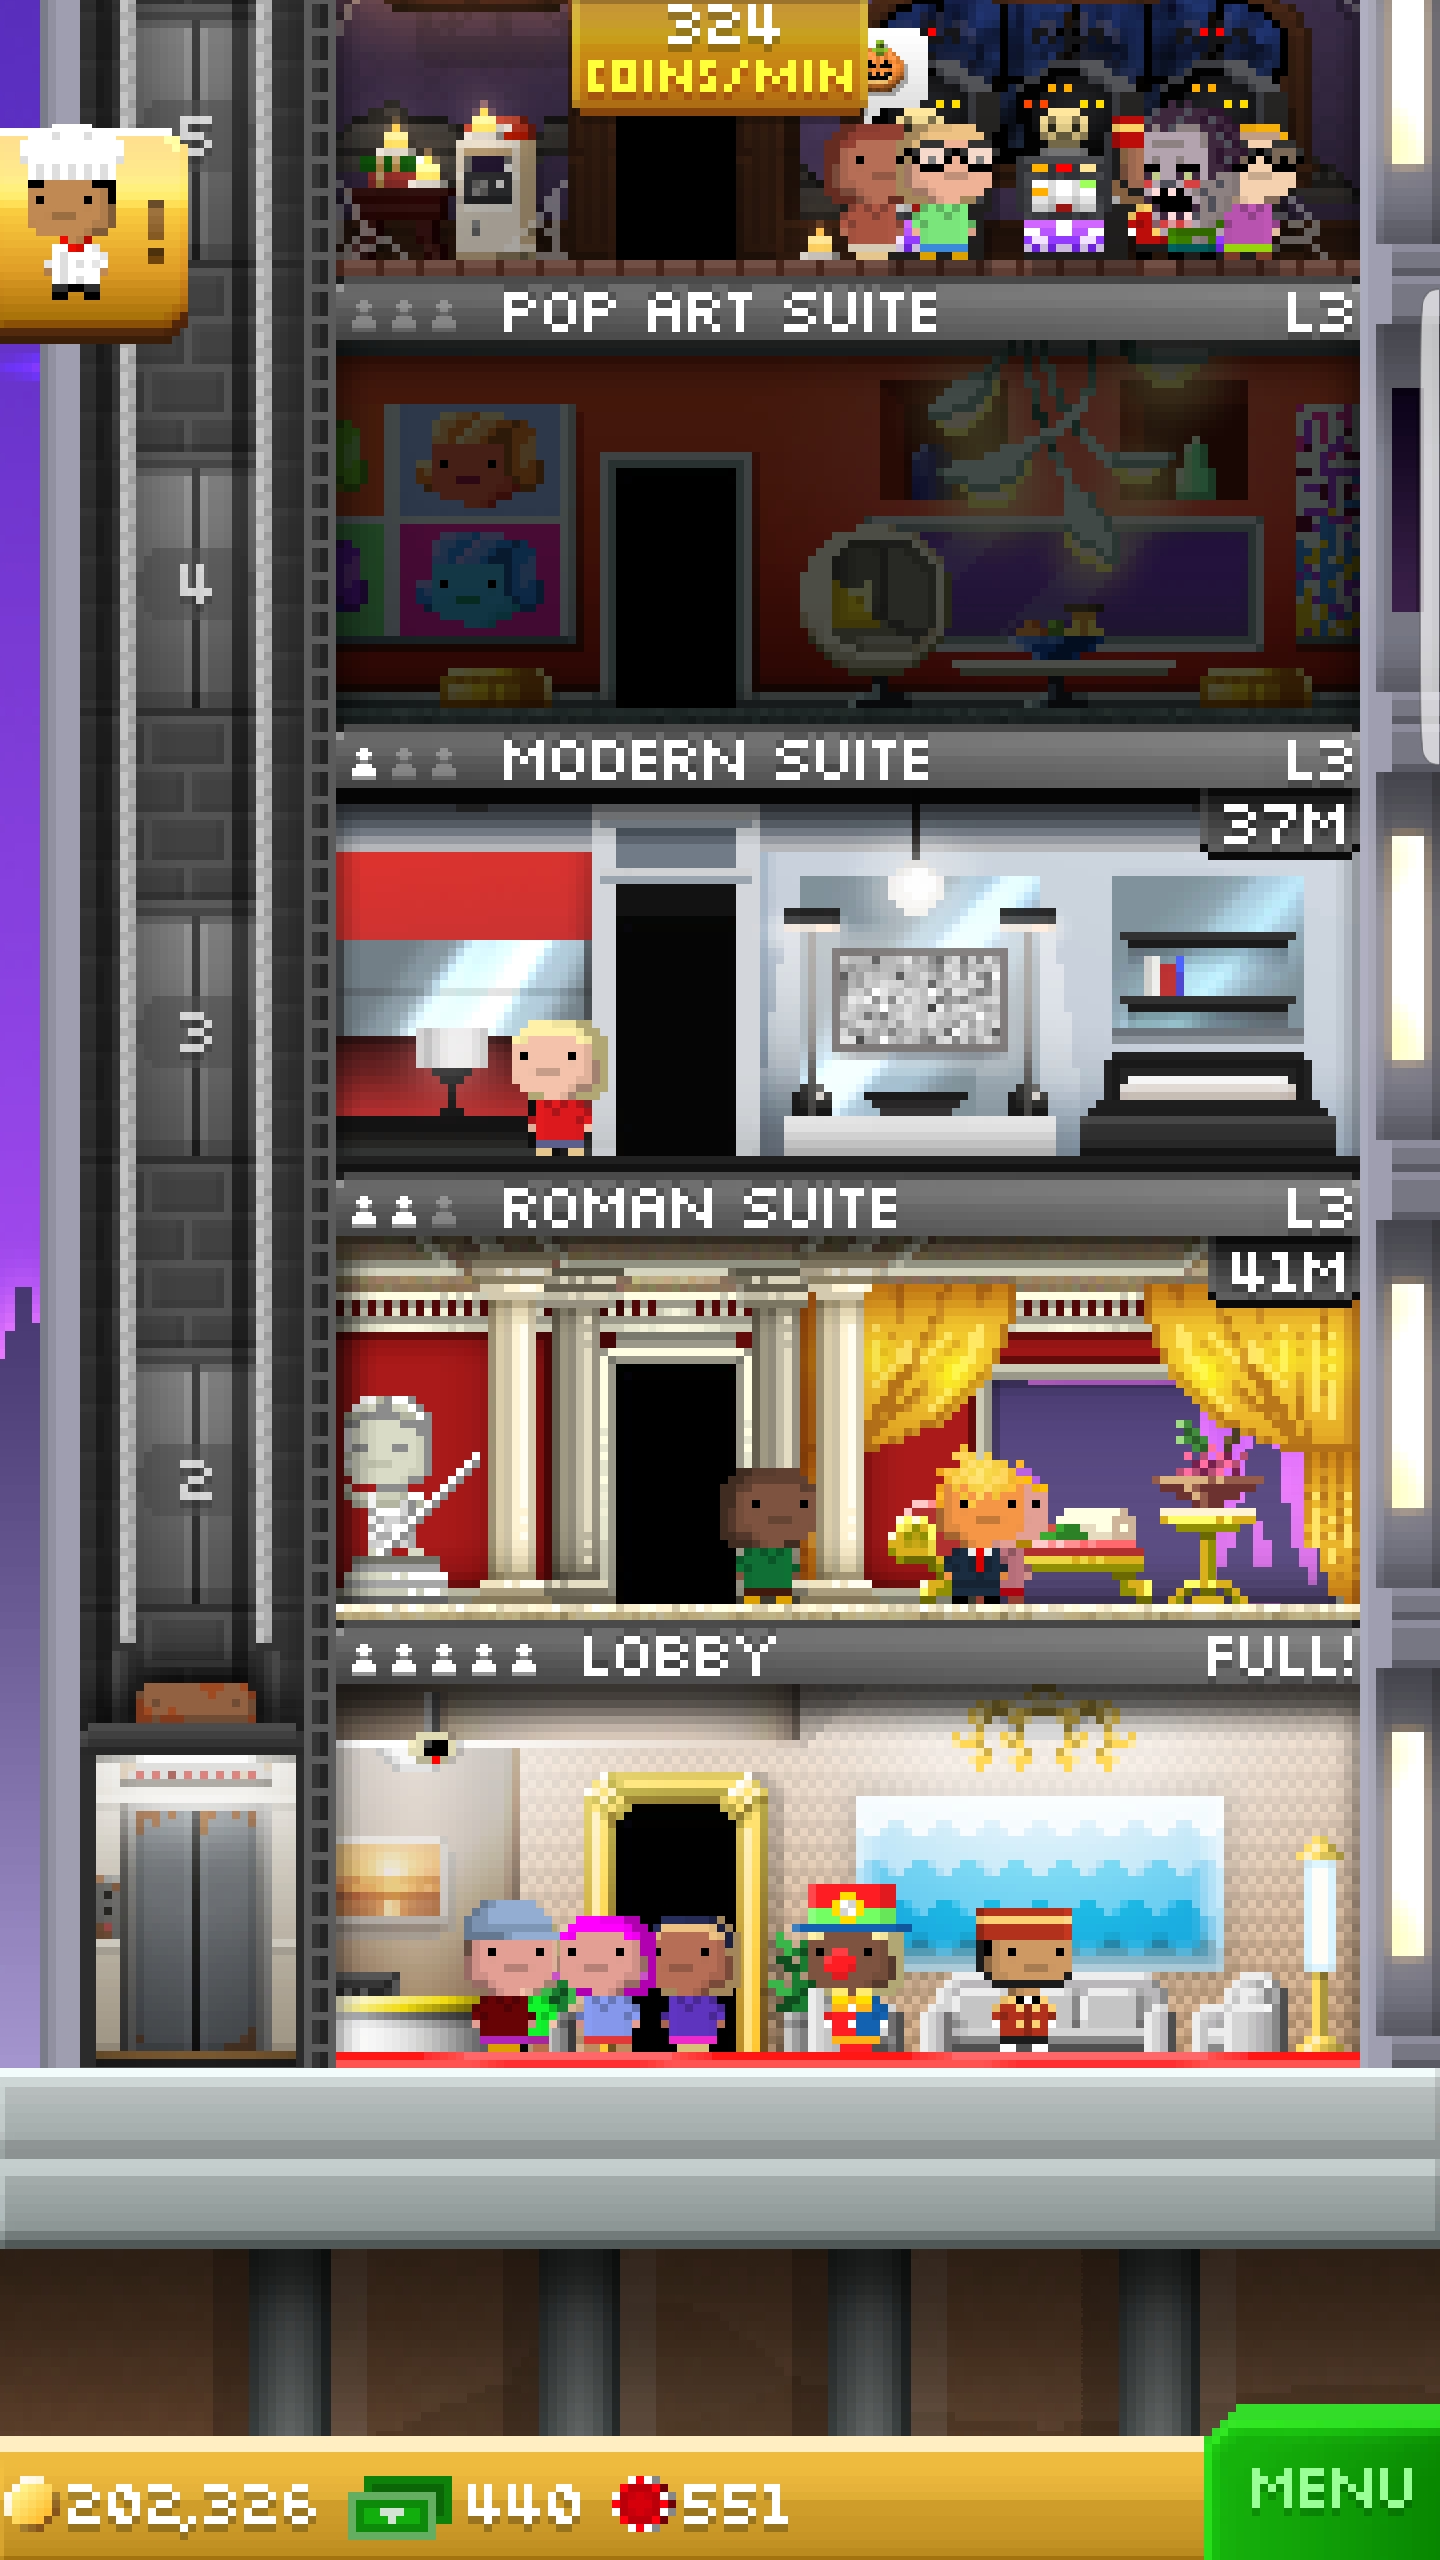 324
COINS/MIN
5
!
POP ART SUITE L3
4
MODERN SUITE L3
37M
3
ROMAN SUITE L3
41M
2
LOBBY FULL!
202,326 440 551
MENU